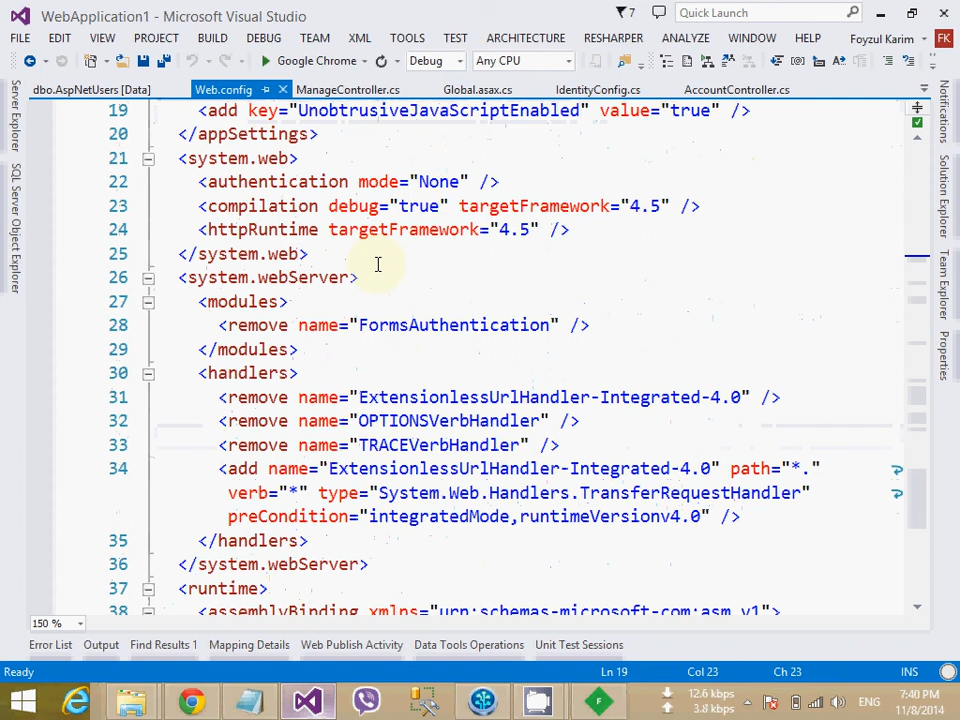 WebApplication1 - Microsoft Visual Studio
7
Quick Launch
FILE EDIT VIEW PROJECT BUILD DEBUG TEAM XML TOOLS TEST ARCHITECTURE RESHARPER ANALYZE WINDOW HELP Foyzul Karim FK
Google Chrome Debug Any CPU
dbo.AspNetUsers [Data] Web.config ManageController.cs Global.asax.cs IdentityConfig.cs AccountController.cs
Server Explorer
SQL Server Object Explorer
19 <add key="UnobtrusiveJavaScriptEnabled" value="true" />
20 </appSettings>
21 <system.web>
22 <authentication mode="None" />
23 <compilation debug="true" targetFramework="4.5" />
24 <httpRuntime targetFramework="4.5" />
25 </system.web>
26 <system.webServer>
27 <modules>
28 <remove name="FormsAuthentication" />
29 </modules>
30 <handlers>
31 <remove name="ExtensionlessUrlHandler-Integrated-4.0" />
32 <remove name="OPTIONSVerbHandler" />
33 <remove name="TRACEVerbHandler" />
34 <add name="ExtensionlessUrlHandler-Integrated-4.0" path="*."
verb="*" type="System.Web.Handlers.TransferRequestHandler"
preCondition="integratedMode,runtimeVersionv4.0" />
35 </handlers>
36 </system.webServer>
37 <runtime>
38 <assemblyBinding xmlns="urn:schemas-microsoft-com:asm.v1">
Notifications
Solution Explorer
Team Explorer
Properties
150 %
Error List Output Find Results 1 Mapping Details Web Publish Activity Data Tools Operations Unit Test Sessions
Ready Ln 19 Col 23 Ch 23 INS
12.6 kbps
3.8 kbps
ENG
7:40 PM
11/8/2014